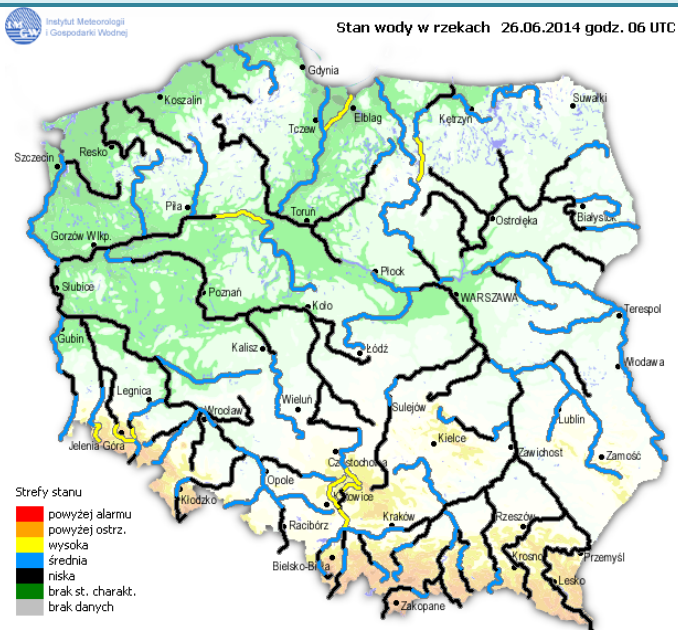 IMGW
Instytut Meteorologii
i Gospodarki Wodnej
Stan wody w rzekach 26.06.2014 godz. 06 UTC
Gdynia
Koszalin
Elbląg
Suwałki
Kętrzyn
Tczew
Resko
Szczecin
Piła
Toruń
Ostrołęka
Białystok
Gorzów Wlkp.
Płock
Słubice
Poznań
WARSZAWA
Koło
Terespol
Gubin
Kalisz
Łódź
Włodawa
Legnica
Wrocław
Wieluń
Sulejów
Lublin
Jelenia Góra
Kielce
Zawichost
Zamość
Częstochowa
Opole
Kłodzko
Katowice
Racibórz
Kraków
Rzeszów
Bielsko-Biała
Krosno
Przemyśl
Lesko
Zakopane
Strefy stanu
powyżej alarmu
powyżej ostrz.
wysoka
średnia
niska
brak st. charakt.
brak danych